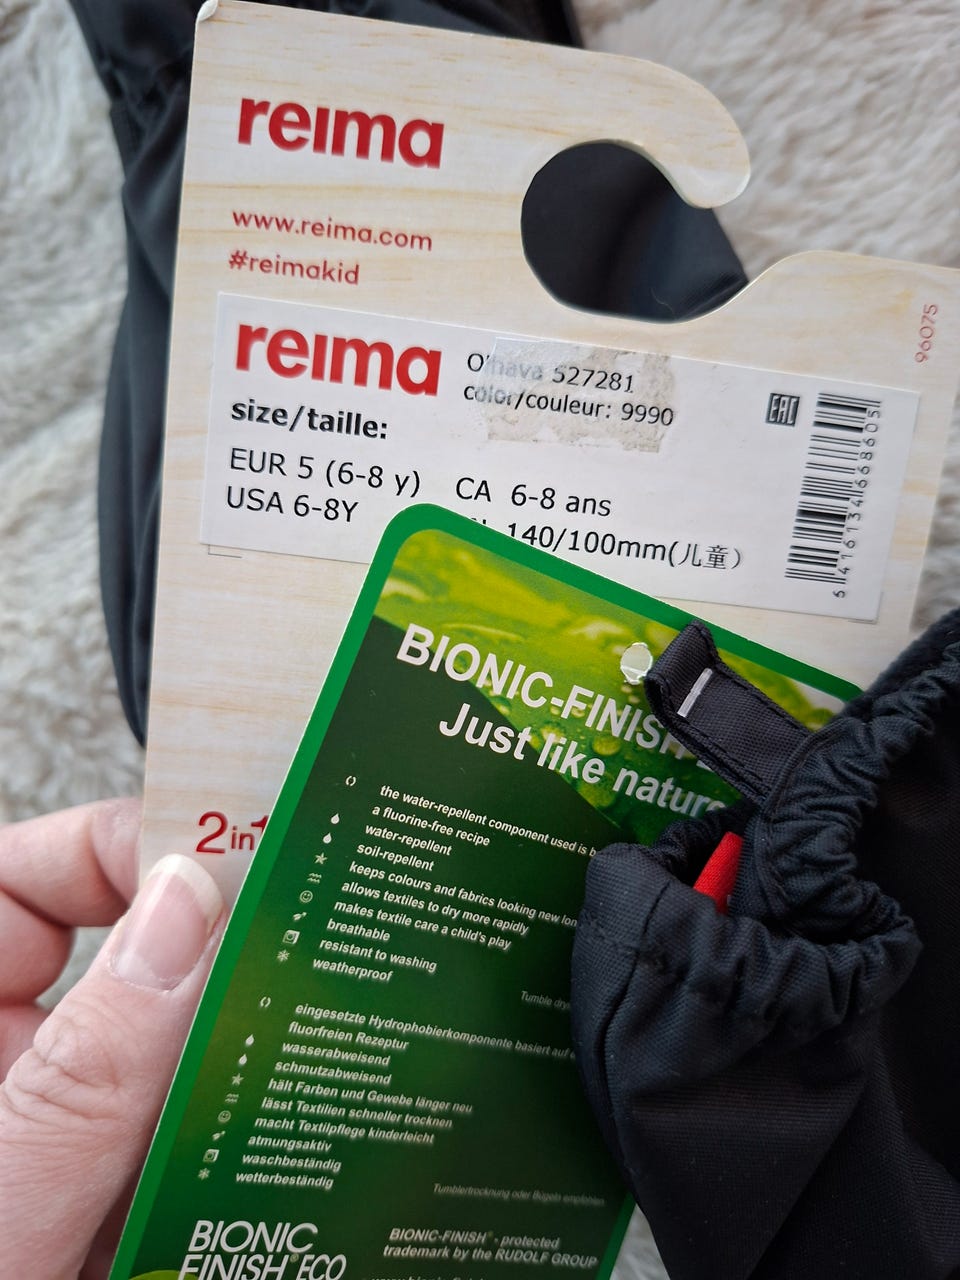 reima
www.reima.com
#reimakid
96075
reima
O'hava 527281
color/couleur: 9990
EAC
size/taille:
EUR 5 (6-8 y)
CA 6-8 ans
USA 6-8Y
140/100mm(儿童)
5 416134 668605
2in1
BIONIC-FINISH
Just like nature
the water-repellent component used is
a fluorine-free recipe
water-repellent
soil-repellent
keeps colours and fabrics looking new
allows textiles to dry more rapidly
makes textile care a child's play
breathable
resistant to washing
weatherproof
Tumble
eingesetzte Hydrophobierkomponente basiert auf
fluorfreien Rezeptur
wasserabweisend
schmutzabweisend
hält Farben und Gewebe länger neu
lässt Textilien schneller trocknen
macht Textilpflege kinderleicht
atmungsaktiv
waschbeständig
wetterbeständig
Tumblertrocknung oder Bügeln empfohlen.
BIONIC
FINISH® ECO
BIONIC-FINISH® - protected
trademark by the RUDOLF GROUP